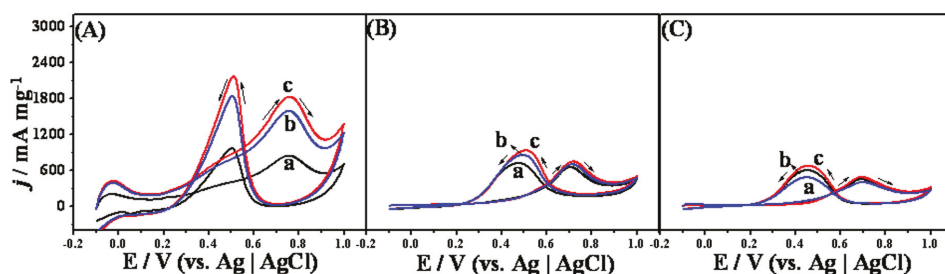 j / mA mg⁻¹
3000
2400
1800
1200
600
0
(A)
c
b
a
-0.2 0.0 0.2 0.4 0.6 0.8 1.0
E / V (vs. Ag | AgCl)
(B)
b c
a
-0.2 0.0 0.2 0.4 0.6 0.8 1.0
E / V (vs. Ag | AgCl)
(C)
b c
a
-0.2 0.0 0.2 0.4 0.6 0.8 1.0
E / V (vs. Ag | AgCl)